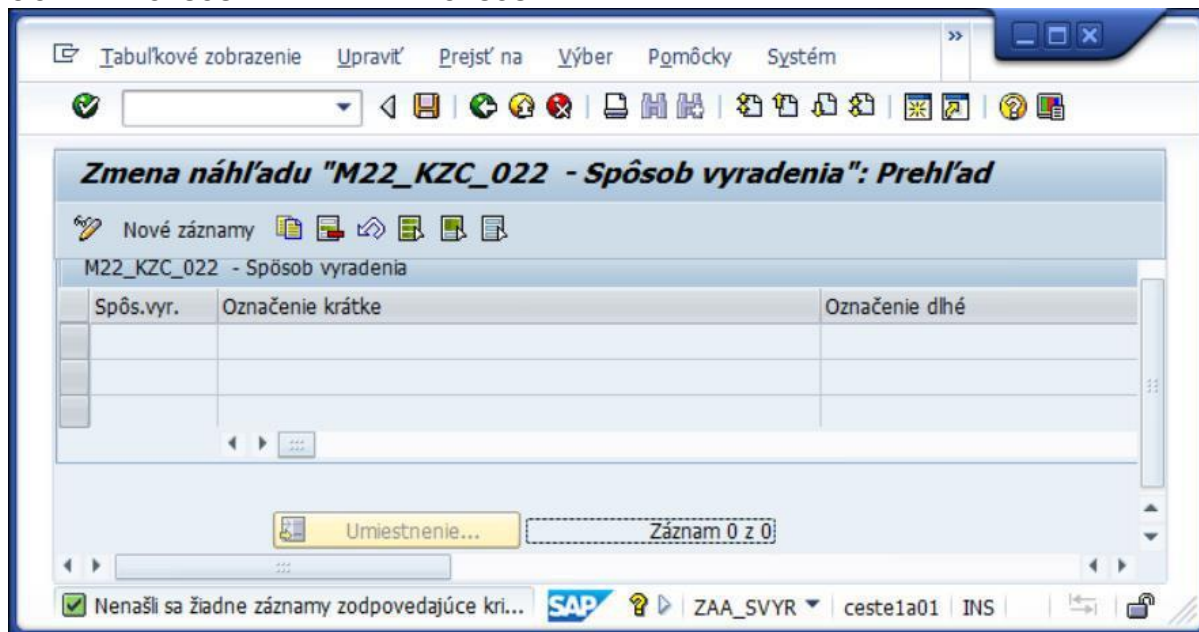 Tabuľkové zobrazenie Upraviť Prejsť na Výber Pomôcky Systém »
Zmena náhľadu "M22_KZC_022 - Spôsob vyradenia": Prehľad
Nové záznamy
M22_KZC_022 - Spôsob vyradenia
Spôs.vyr. Označenie krátke Označenie dlhé
Umiestnenie... Záznam 0 z 0
Nenašli sa žiadne záznamy zodpovedajúce kri... SAP ZAA_SVYR ceste1a01 INS